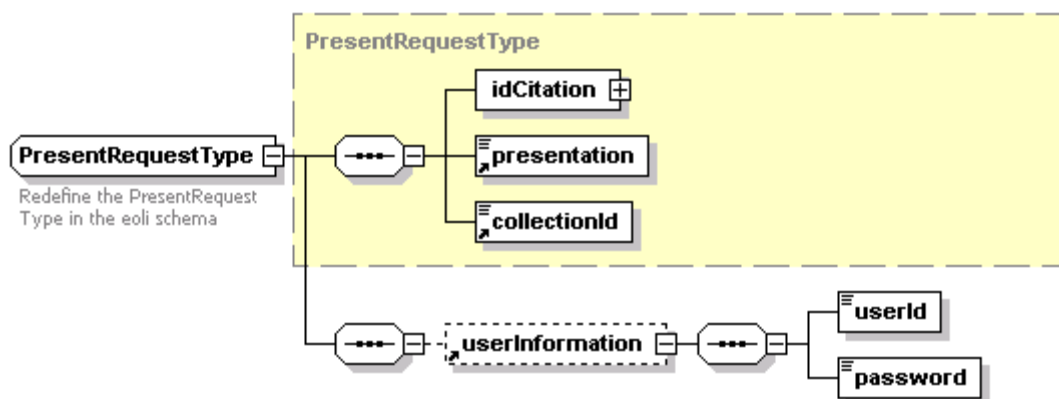 PresentRequestType
idCitation
presentation
collectionId
PresentRequestType
Redefine the PresentRequest
Type in the eoli schema
userInformation
userId
password